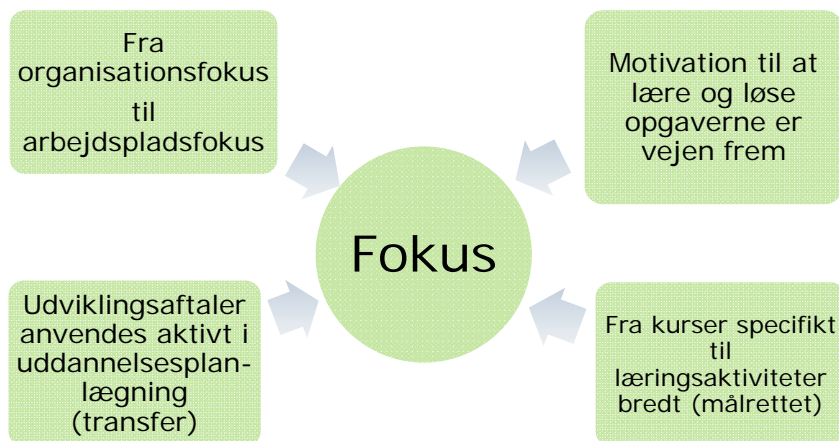 Fra
organisationsfokus
til
arbejdspladsfokus
Motivation til at
lære og løse
opgaverne er
vejen frem
Fokus
Udviklingsaftaler
anvendes aktivt i
uddannelsesplan-
lægning
(transfer)
Fra kurser specifikt
til
læringsaktiviteter
bredt (målrettet)